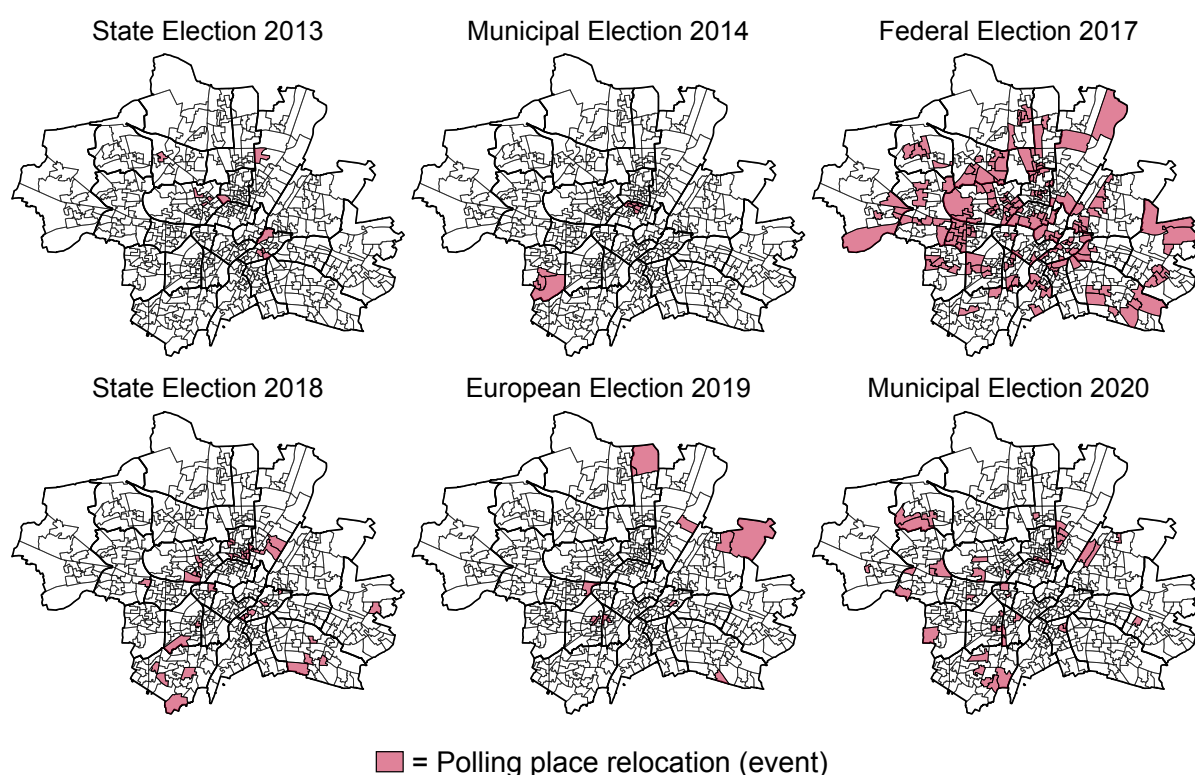 State Election 2013
Municipal Election 2014
Federal Election 2017
State Election 2018
European Election 2019
Municipal Election 2020
= Polling place relocation (event)